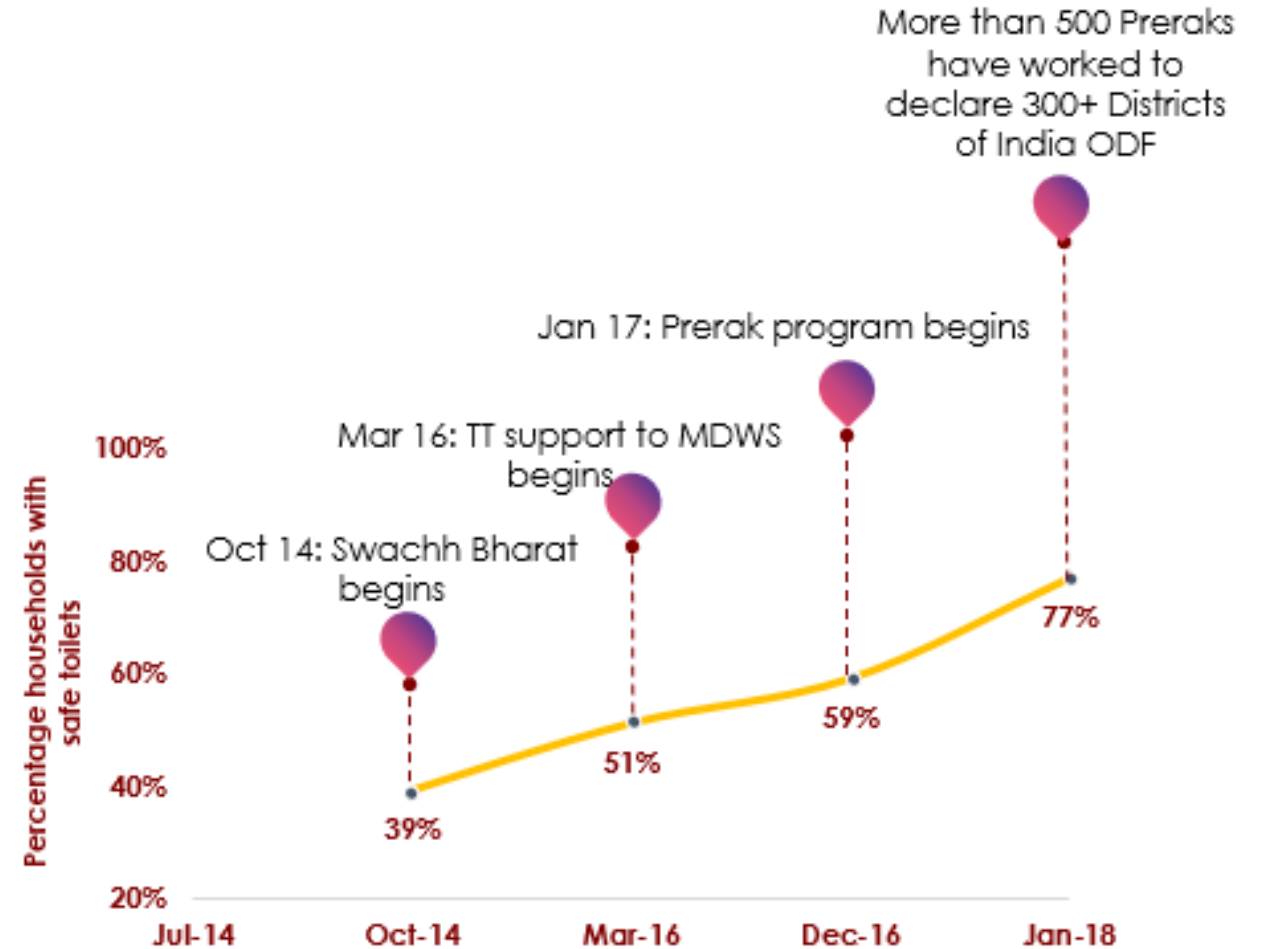 More than 500 Preraks
have worked to
declare 300+ Districts
of India ODF
Jan 17: Prerak program begins
Mar 16: TT support to MDWS
begins
Oct 14: Swachh Bharat
begins
Percentage households with
safe toilets
100%
80%
60%
40%
20%
39%
51%
59%
77%
Jul-14
Oct-14
Mar-16
Dec-16
Jan-18